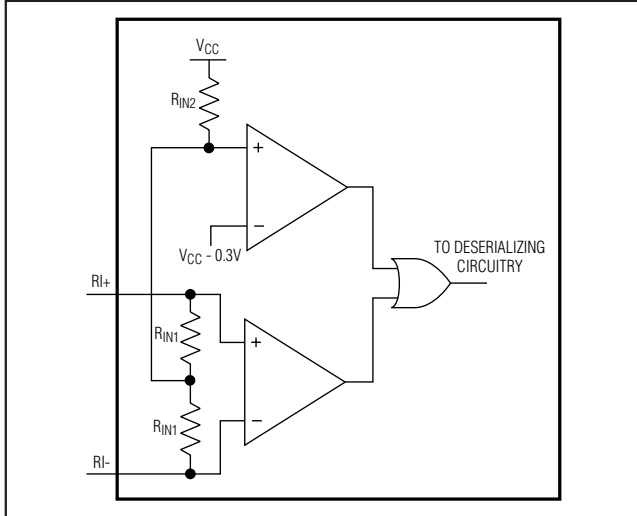 VCC
RIN2
+
−
VCC - 0.3V
TO DESERIALIZING
CIRCUITRY
RI+
RIN1
+
RIN1
−
RI-